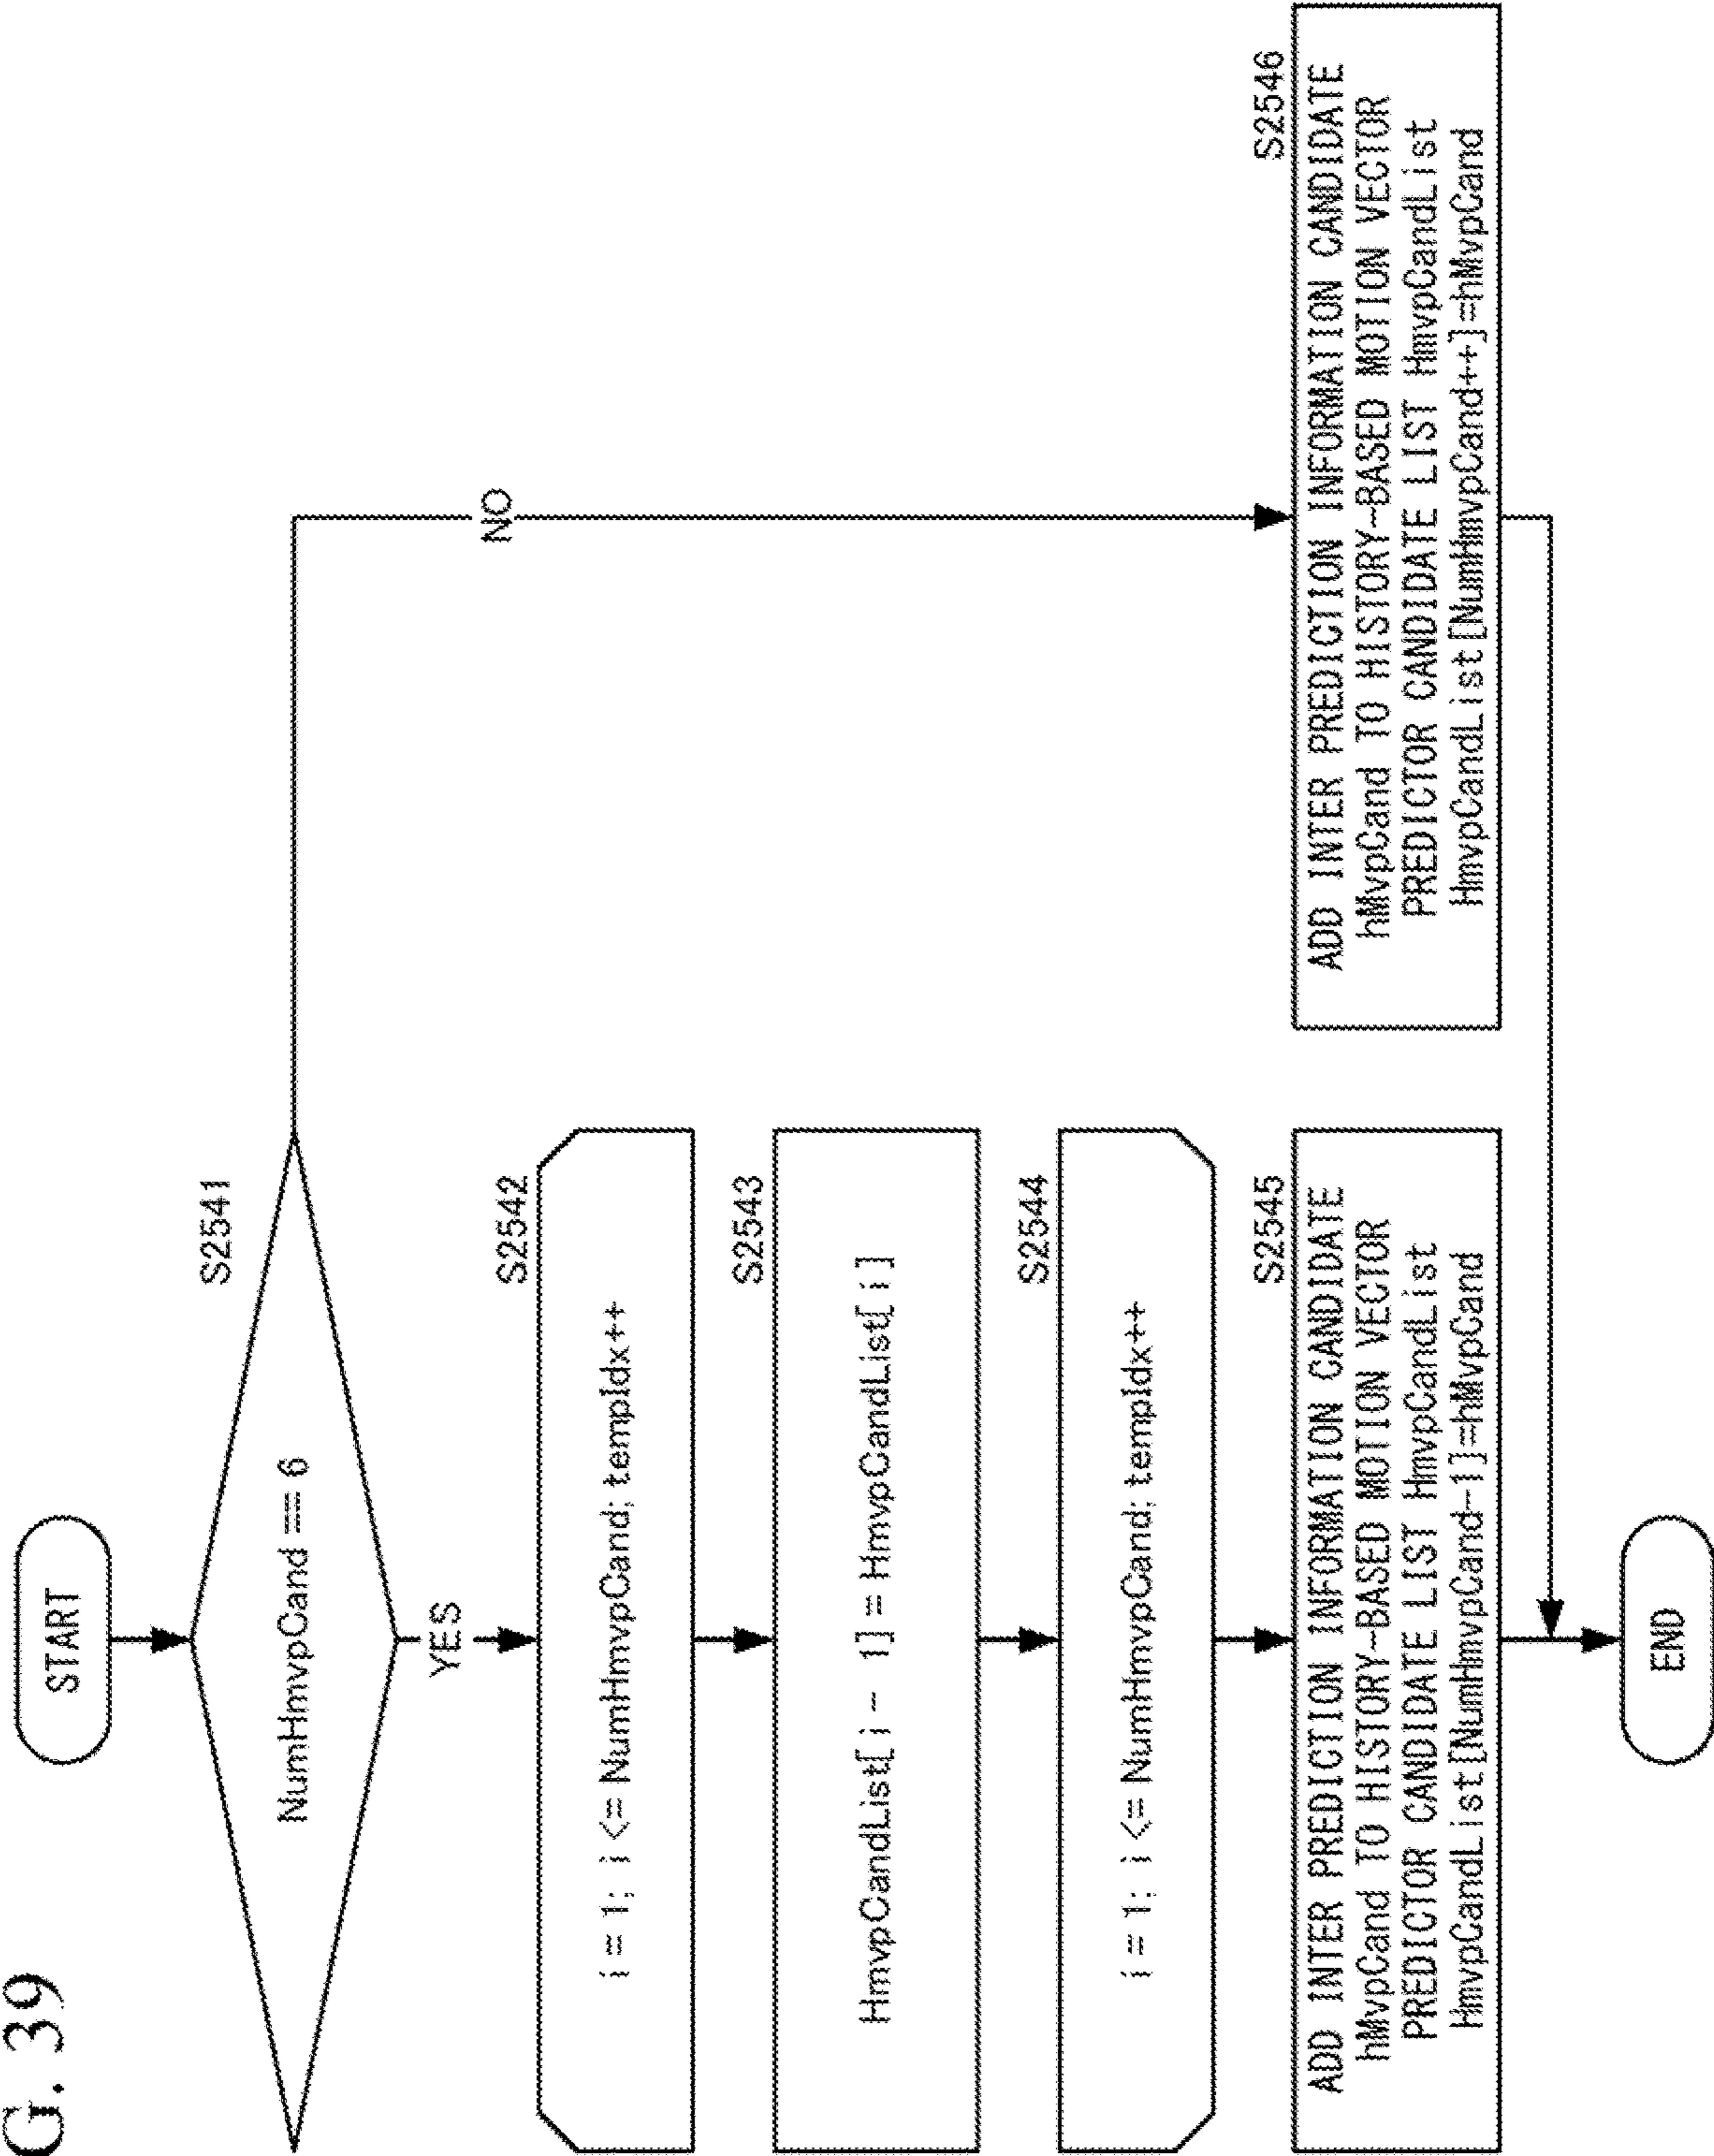 G. 39
START
S2541
NumHmvpCand == 6
NO
YES
S2542
i = 1; i <= NumHmvpCand; tempIdx++
S2543
HmvpCandList[ i - 1] = HmvpCandList[ i ]
S2544
i = 1; i <= NumHmvpCand; tempIdx++
S2545
ADD INTER PREDICTION INFORMATION CANDIDATE
hMvpCand TO HISTORY-BASED MOTION VECTOR
PREDICTOR CANDIDATE LIST HmvpCandList
HmvpCandList[NumHmvpCand-1]=hMvpCand
S2546
ADD INTER PREDICTION INFORMATION CANDIDATE
hMvpCand TO HISTORY-BASED MOTION VECTOR
PREDICTOR CANDIDATE LIST HmvpCandList
HmvpCandList[NumHmvpCand++]=hMvpCand
END